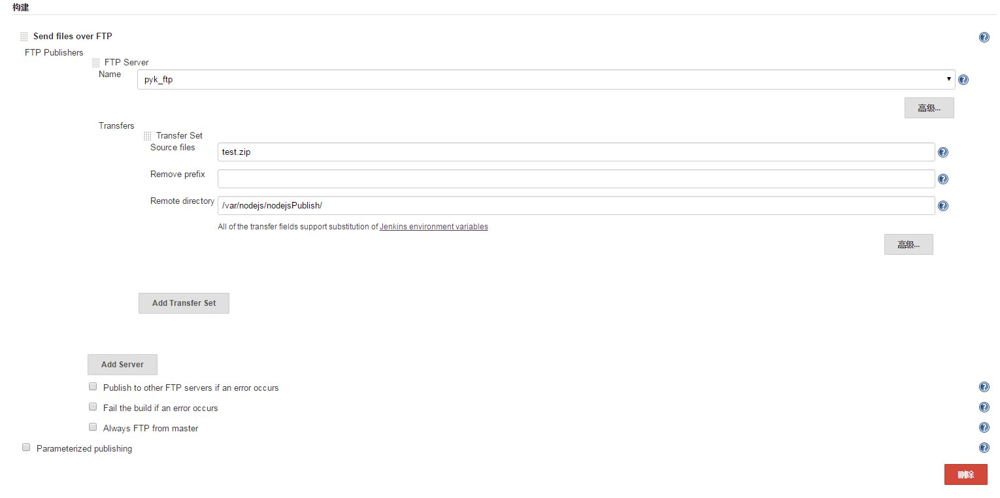 构建
Send files over FTP
FTP Publishers
FTP Server
Name
pyk_ftp
高级...
Transfers
Transfer Set
Source files
test.zip
Remove prefix
Remote directory
/var/nodejs/nodejsPublish/
All of the transfer fields support substitution of Jenkins environment variables
高级...
Add Transfer Set
Add Server
Publish to other FTP servers if an error occurs
Fail the build if an error occurs
Always FTP from master
Parameterized publishing
删除